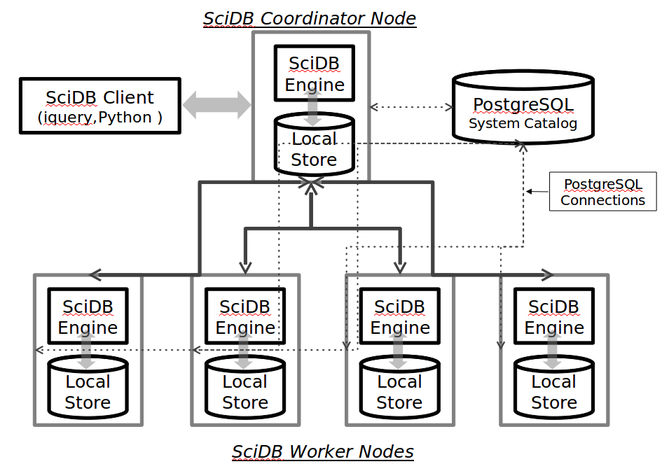 SciDB Coordinator Node
SciDB
Engine
Local
Store
SciDB Client
(iquery,Python )
PostgreSQL
System Catalog
PostgreSQL
Connections
SciDB
Engine
Local
Store
SciDB
Engine
Local
Store
SciDB
Engine
Local
Store
SciDB
Engine
Local
Store
SciDB Worker Nodes